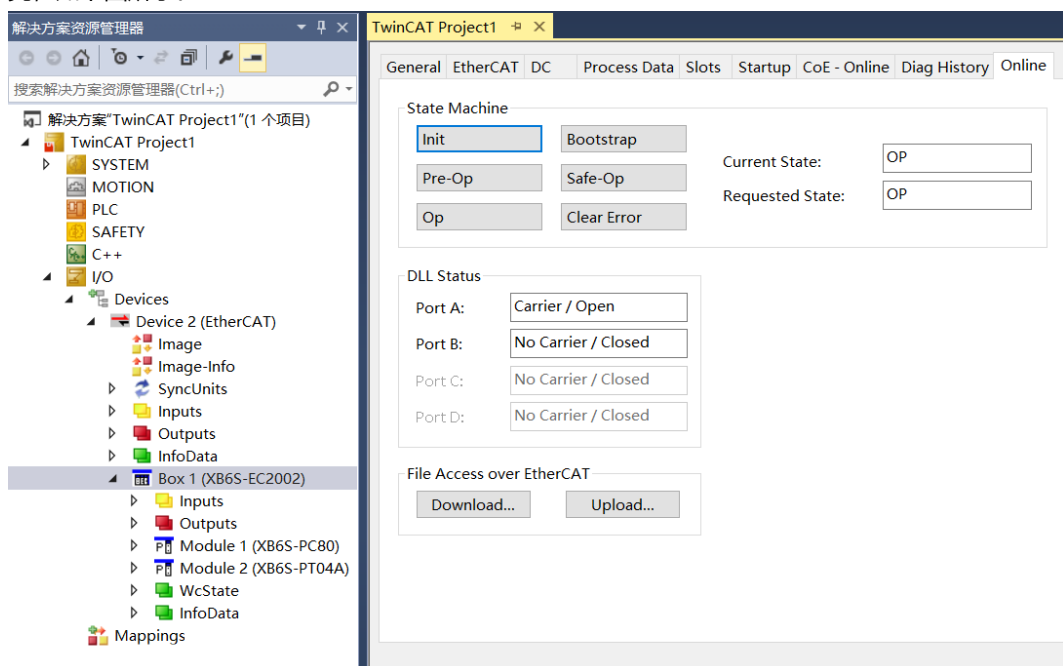 解决方案资源管理器
搜索解决方案资源管理器(Ctrl+;)
解决方案"TwinCAT Project1"(1 个项目)
TwinCAT Project1
SYSTEM
MOTION
PLC
SAFETY
C++
I/O
Devices
Device 2 (EtherCAT)
Image
Image-Info
SyncUnits
Inputs
Outputs
InfoData
Box 1 (XB6S-EC2002)
Inputs
Outputs
Module 1 (XB6S-PC80)
Module 2 (XB6S-PT04A)
WcState
InfoData
Mappings
TwinCAT Project1
General EtherCAT DC Process Data Slots Startup CoE - Online Diag History Online
State Machine
Init Bootstrap
Pre-Op Safe-Op
Op Clear Error
Current State: OP
Requested State: OP
DLL Status
Port A: Carrier / Open
Port B: No Carrier / Closed
Port C: No Carrier / Closed
Port D: No Carrier / Closed
File Access over EtherCAT
Download... Upload...